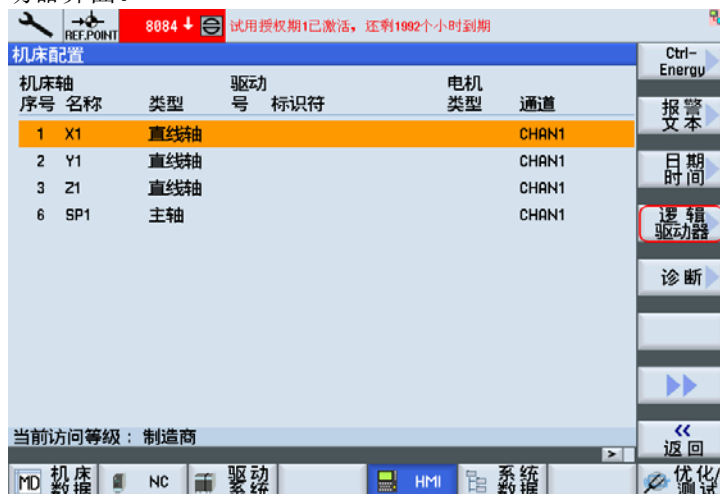 REF.POINT
8084 ↓ 试用授权期1已激活，还剩1992个小时到期
机床配置
机床轴 驱动 电机
序号 名称 类型 号 标识符 类型 通道
1 X1 直线轴 CHAN1
2 Y1 直线轴 CHAN1
3 Z1 直线轴 CHAN1
6 SP1 主轴 CHAN1
当前访问等级：制造商
Ctrl-
Energy
报警
文本
日期
时间
逻辑
驱动器
诊断
<<
返回
>
MD 机床
数据
NC
驱动
系统
HMI
系统
数据
优化/
测试